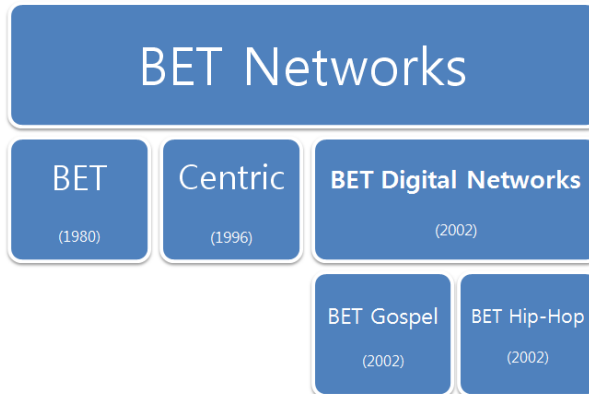 BET Networks
BET
(1980)
Centric
(1996)
BET Digital Networks
(2002)
BET Gospel
(2002)
BET Hip-Hop
(2002)